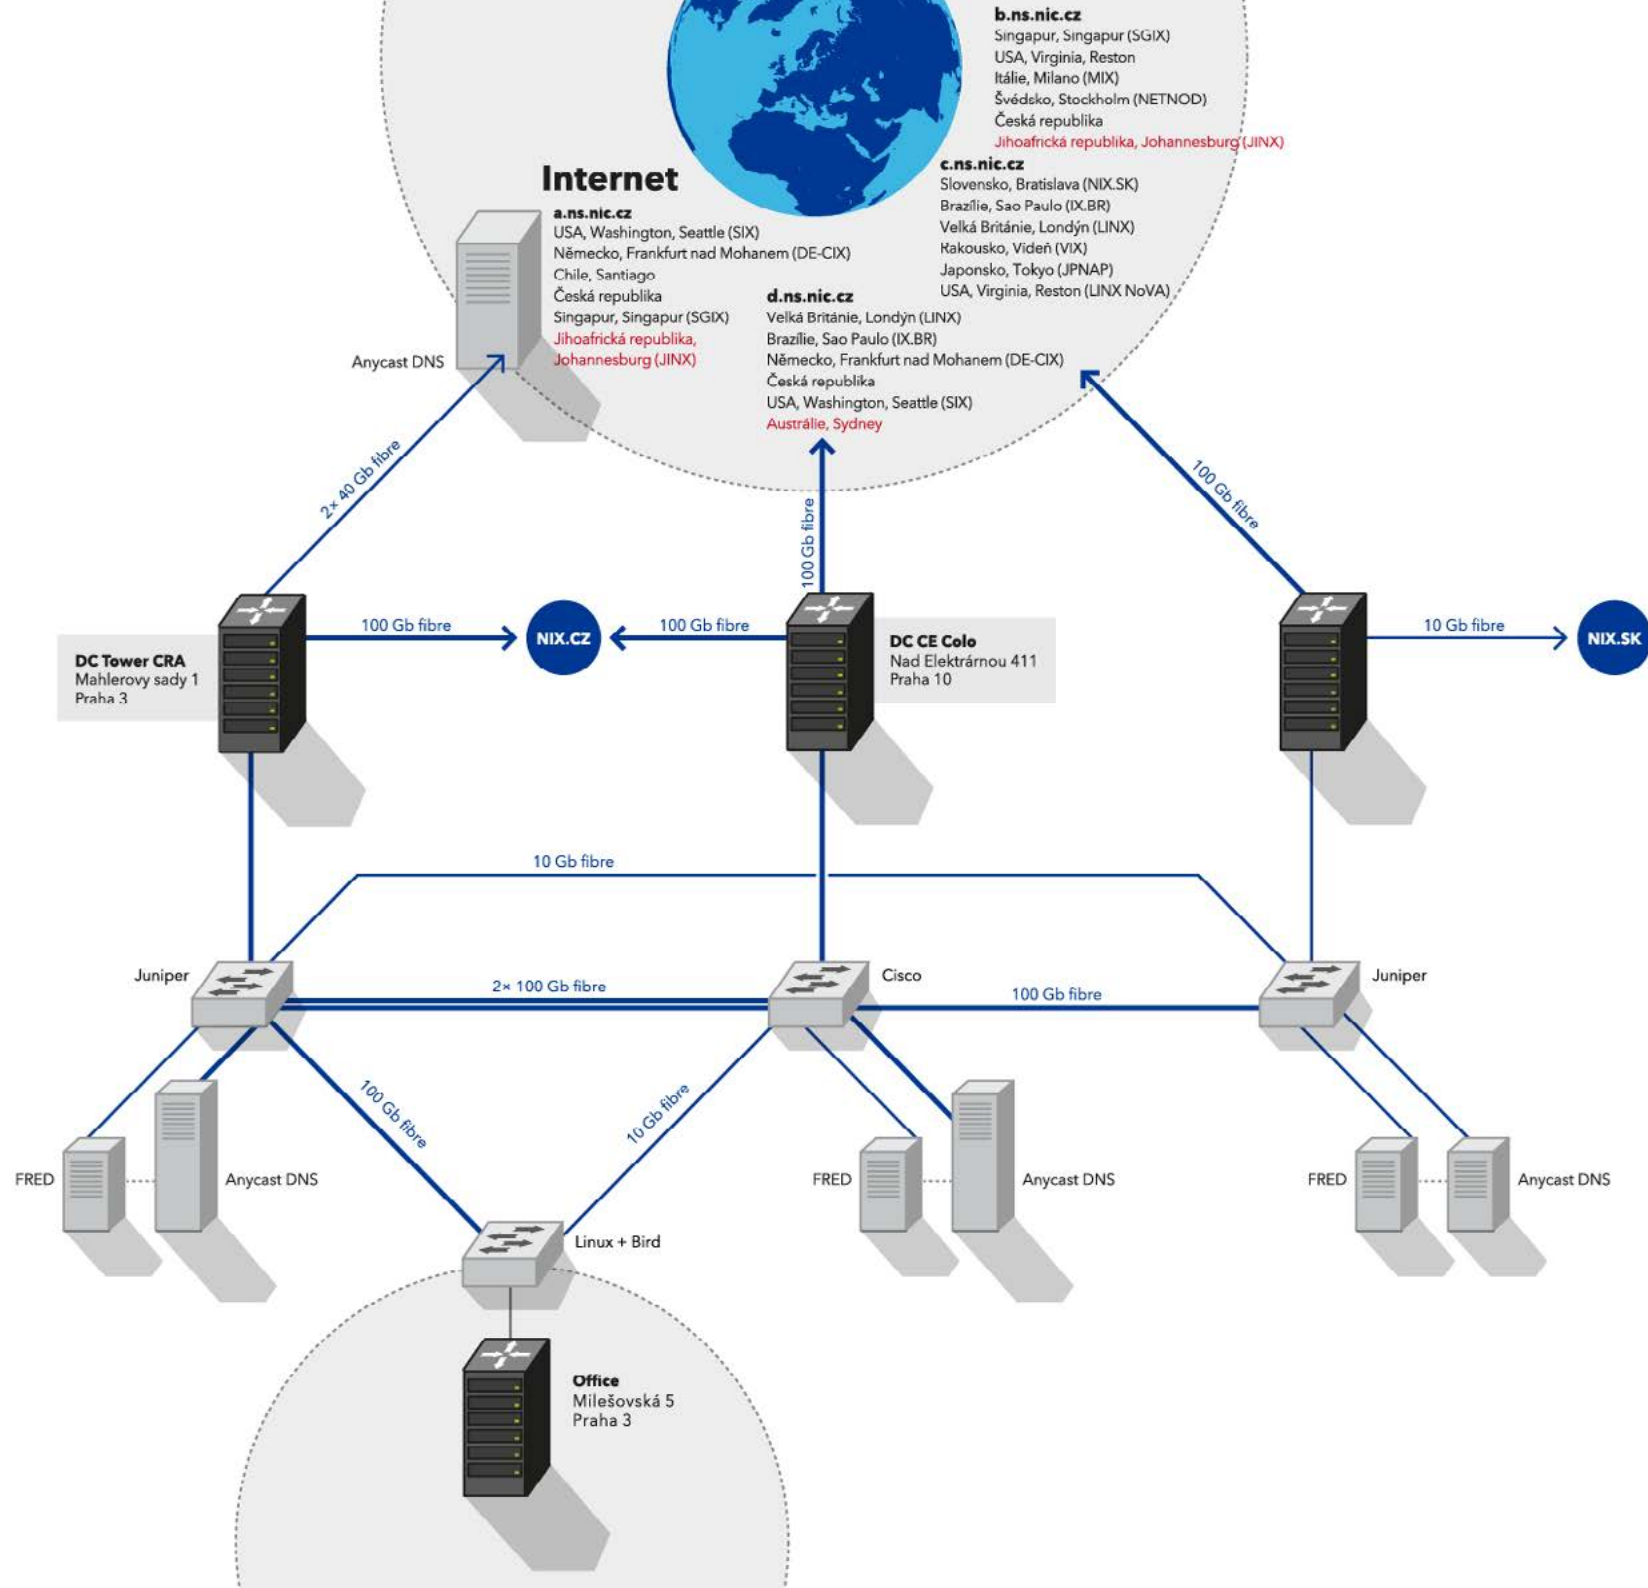 b.ns.nic.cz
Singapur, Singapur (SGIX)
USA, Virginia, Reston
Itálie, Milano (MIX)
Švédsko, Stockholm (NETNOD)
Česká republika
Jihoafrická republika, Johannesburg (JINX)
c.ns.nic.cz
Slovensko, Bratislava (NIX.SK)
Brazílie, Sao Paulo (IX.BR)
Velká Británie, Londýn (LINX)
Rakousko, Vídeň (VIX)
Japonsko, Tokyo (JPNAP)
USA, Virginia, Reston (LINX NoVA)
Internet
a.ns.nic.cz
USA, Washington, Seattle (SIX)
Německo, Frankfurt nad Mohanem (DE-CIX)
Chile, Santiago
Česká republika
Singapur, Singapur (SGIX)
Jihoafrická republika,
Johannesburg (JINX)
d.ns.nic.cz
Velká Británie, Londýn (LINX)
Brazílie, Sao Paulo (IX.BR)
Německo, Frankfurt nad Mohanem (DE-CIX)
Česká republika
USA, Washington, Seattle (SIX)
Austrálie, Sydney
Anycast DNS
2× 40 Gb fibre
100 Gb fibre
100 Gb fibre
100 Gb fibre
NIX.CZ
100 Gb fibre
10 Gb fibre
NIX.SK
DC Tower CRA
Mahlerovy sady 1
Praha 3
DC CE Colo
Nad Elektrárnou 411
Praha 10
10 Gb fibre
Juniper
2× 100 Gb fibre
Cisco
100 Gb fibre
Juniper
100 Gb fibre
10 Gb fibre
FRED
Anycast DNS
FRED
Anycast DNS
FRED
Anycast DNS
Linux + Bird
Office
Milešovská 5
Praha 3